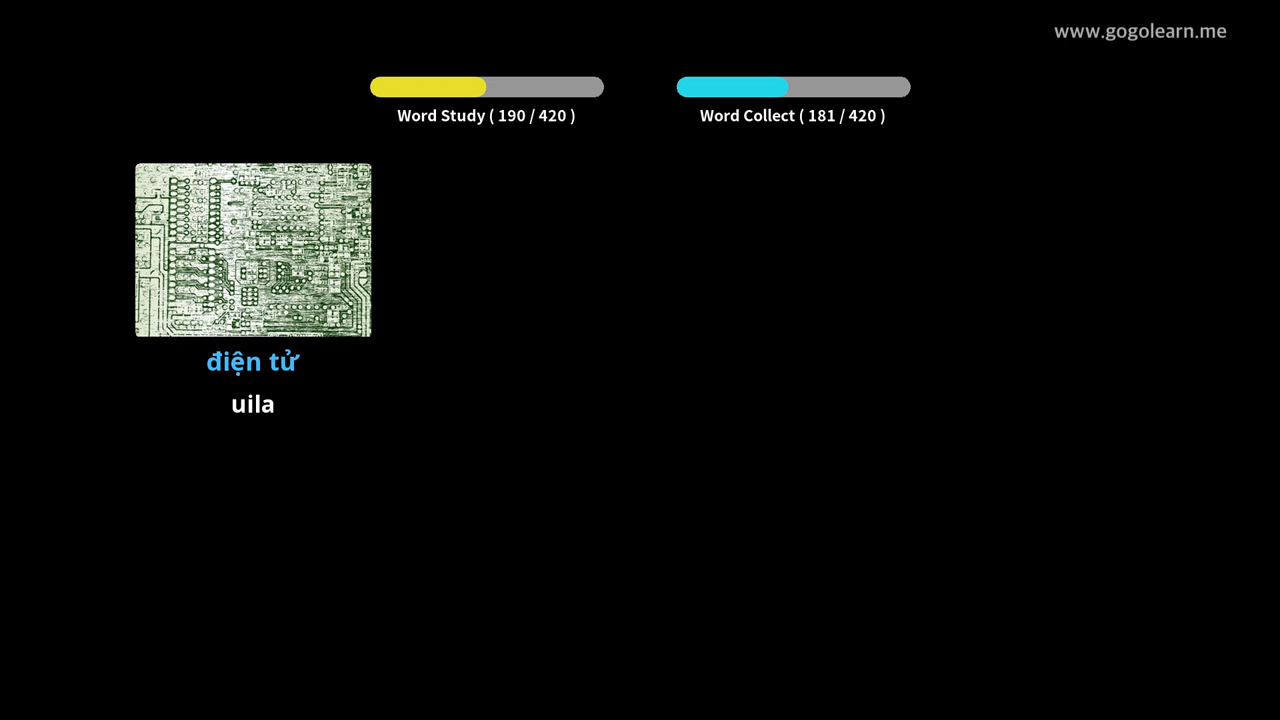 www.gogolearn.me
Word Study ( 190 / 420 )
Word Collect ( 181 / 420 )
điện tử
uila